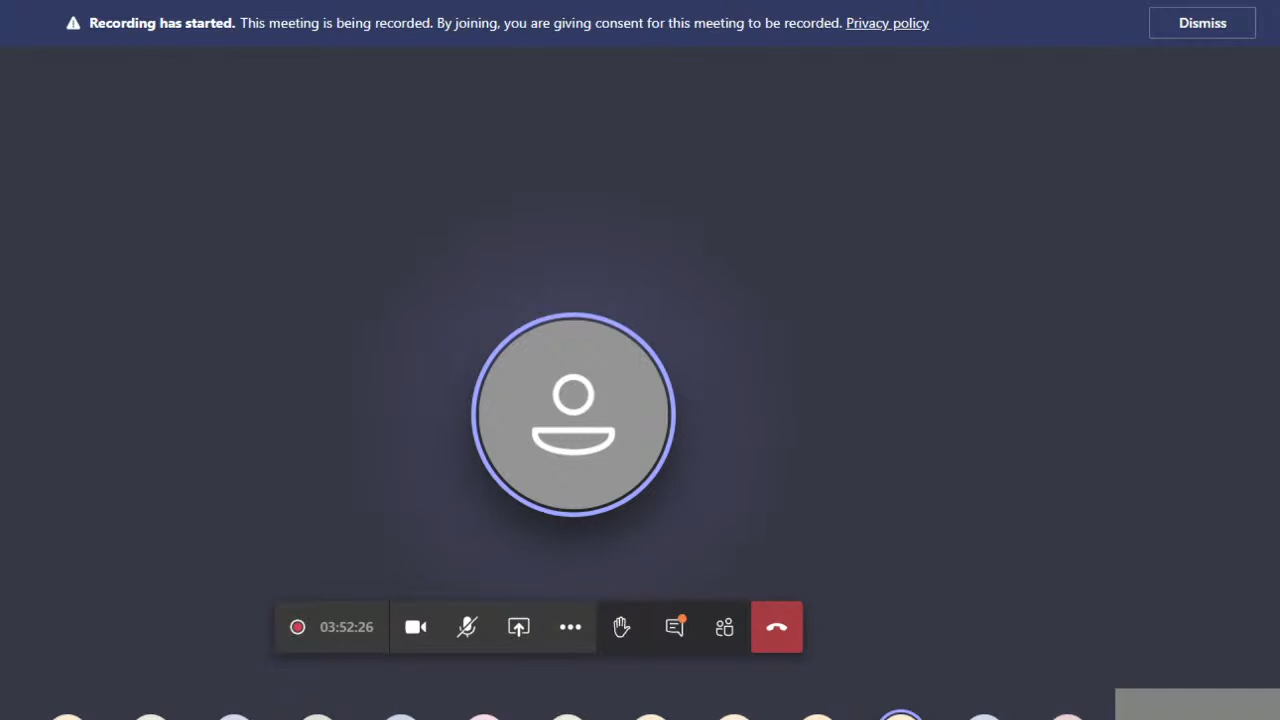 Recording has started. This meeting is being recorded. By joining, you are giving consent for this meeting to be recorded. Privacy policy
Dismiss
03:52:26